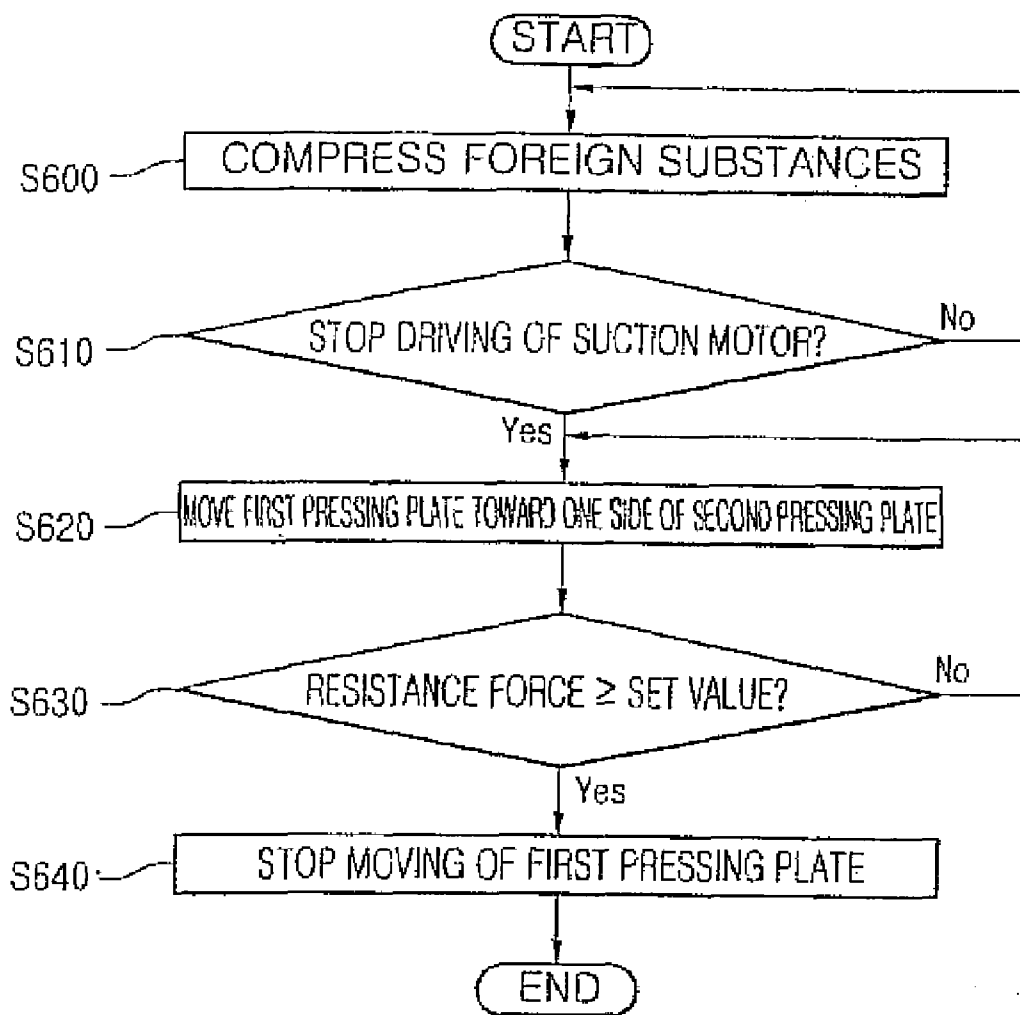 START
S600
COMPRESS FOREIGN SUBSTANCES
S610
STOP DRIVING OF SUCTION MOTOR?
No
Yes
S620
MOVE FIRST PRESSING PLATE TOWARD ONE SIDE OF SECOND PRESSING PLATE
S630
RESISTANCE FORCE ≥ SET VALUE?
No
Yes
S640
STOP MOVING OF FIRST PRESSING PLATE
END